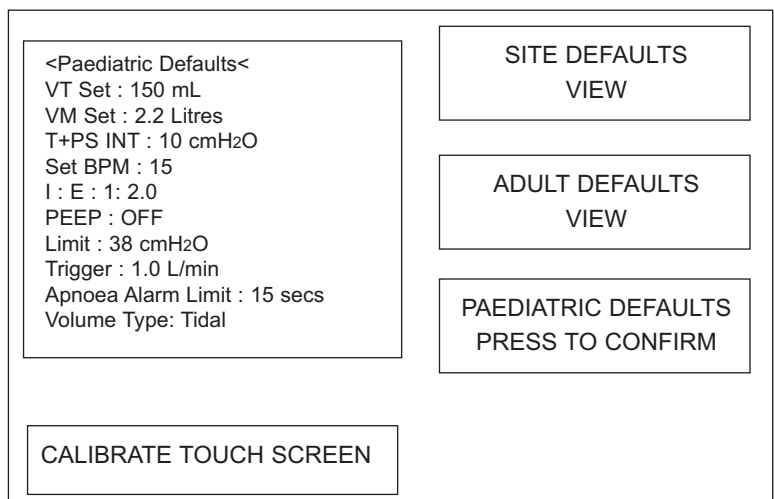 <Paediatric Defaults<
VT Set : 150 mL
VM Set : 2.2 Litres
T+PS INT : 10 cmH2O
Set BPM : 15
I : E : 1: 2.0
PEEP : OFF
Limit : 38 cmH2O
Trigger : 1.0 L/min
Apnoea Alarm Limit : 15 secs
Volume Type: Tidal
SITE DEFAULTS
VIEW
ADULT DEFAULTS
VIEW
PAEDIATRIC DEFAULTS
PRESS TO CONFIRM
CALIBRATE TOUCH SCREEN